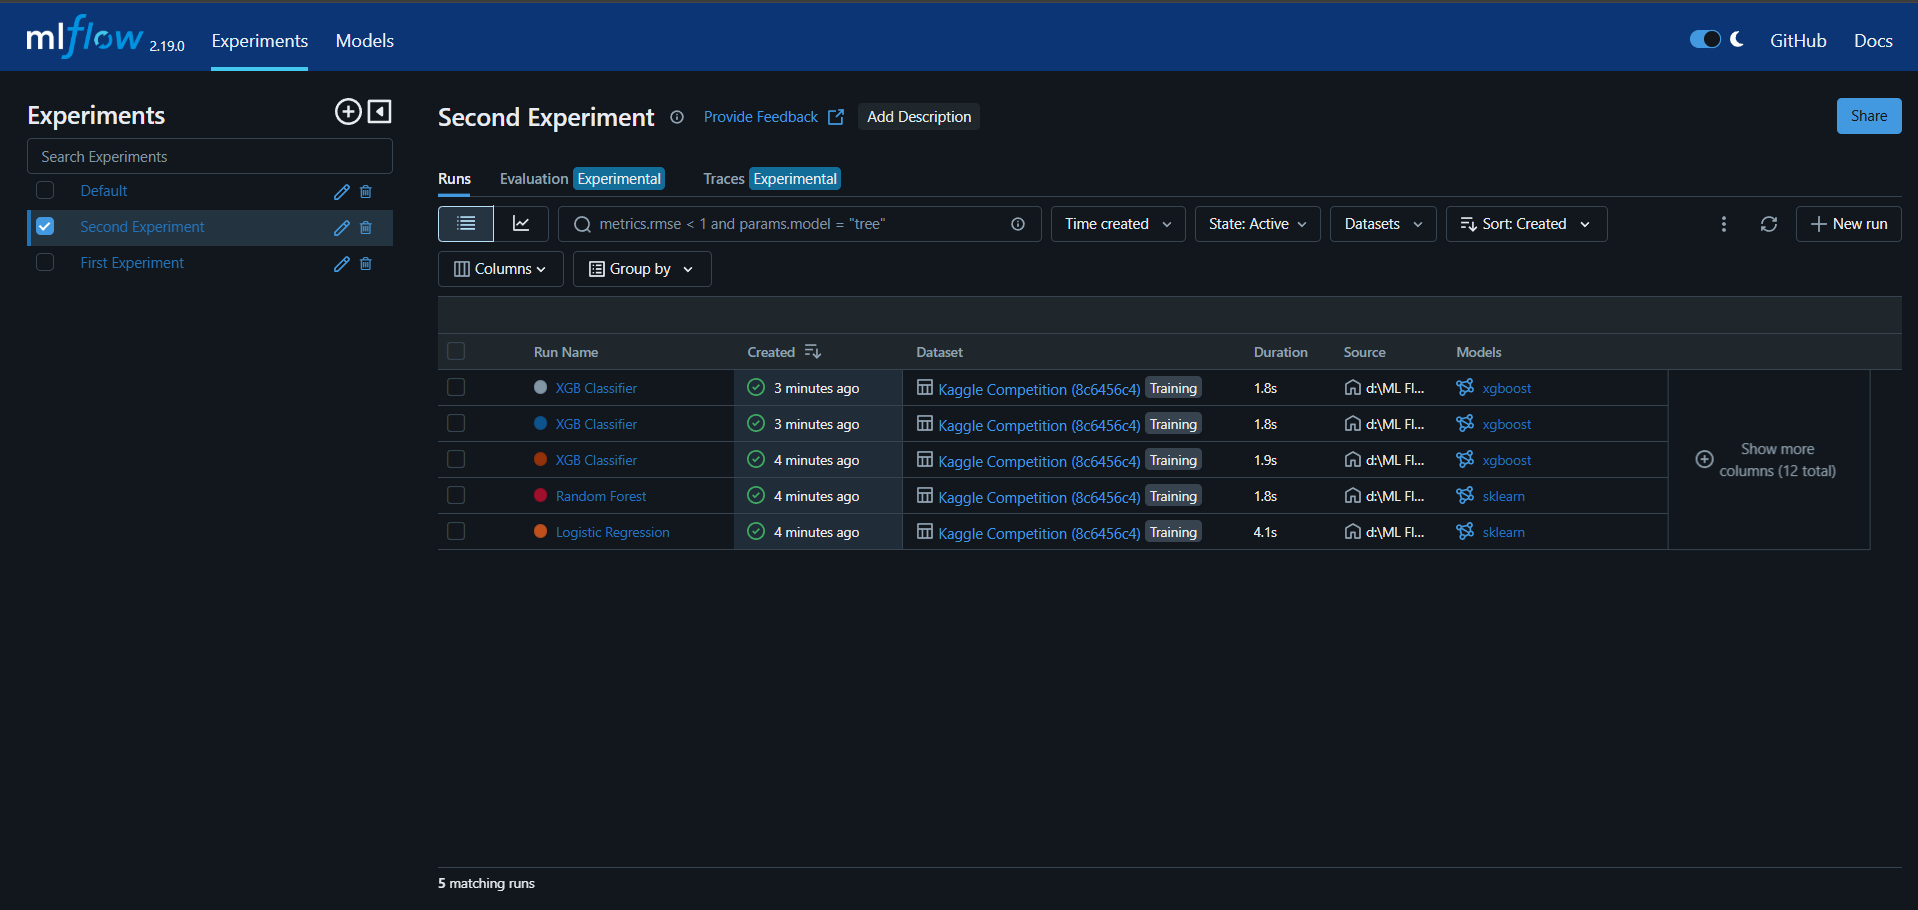 mlflow 2.19.0 Experiments Models GitHub Docs
Experiments
Search Experiments
Default
Second Experiment
First Experiment
Second Experiment Provide Feedback Add Description Share
Runs Evaluation Experimental Traces Experimental
metrics.rmse < 1 and params.model = "tree" Time created State: Active Datasets Sort: Created New run
Columns Group by
Run Name Created Dataset Duration Source Models
XGB Classifier 3 minutes ago Kaggle Competition (8c6456c4) Training 1.8s d:\ML Fl... xgboost
XGB Classifier 3 minutes ago Kaggle Competition (8c6456c4) Training 1.8s d:\ML Fl... xgboost
XGB Classifier 4 minutes ago Kaggle Competition (8c6456c4) Training 1.9s d:\ML Fl... xgboost
Random Forest 4 minutes ago Kaggle Competition (8c6456c4) Training 1.8s d:\ML Fl... sklearn
Logistic Regression 4 minutes ago Kaggle Competition (8c6456c4) Training 4.1s d:\ML Fl... sklearn
Show more
columns (12 total)
5 matching runs